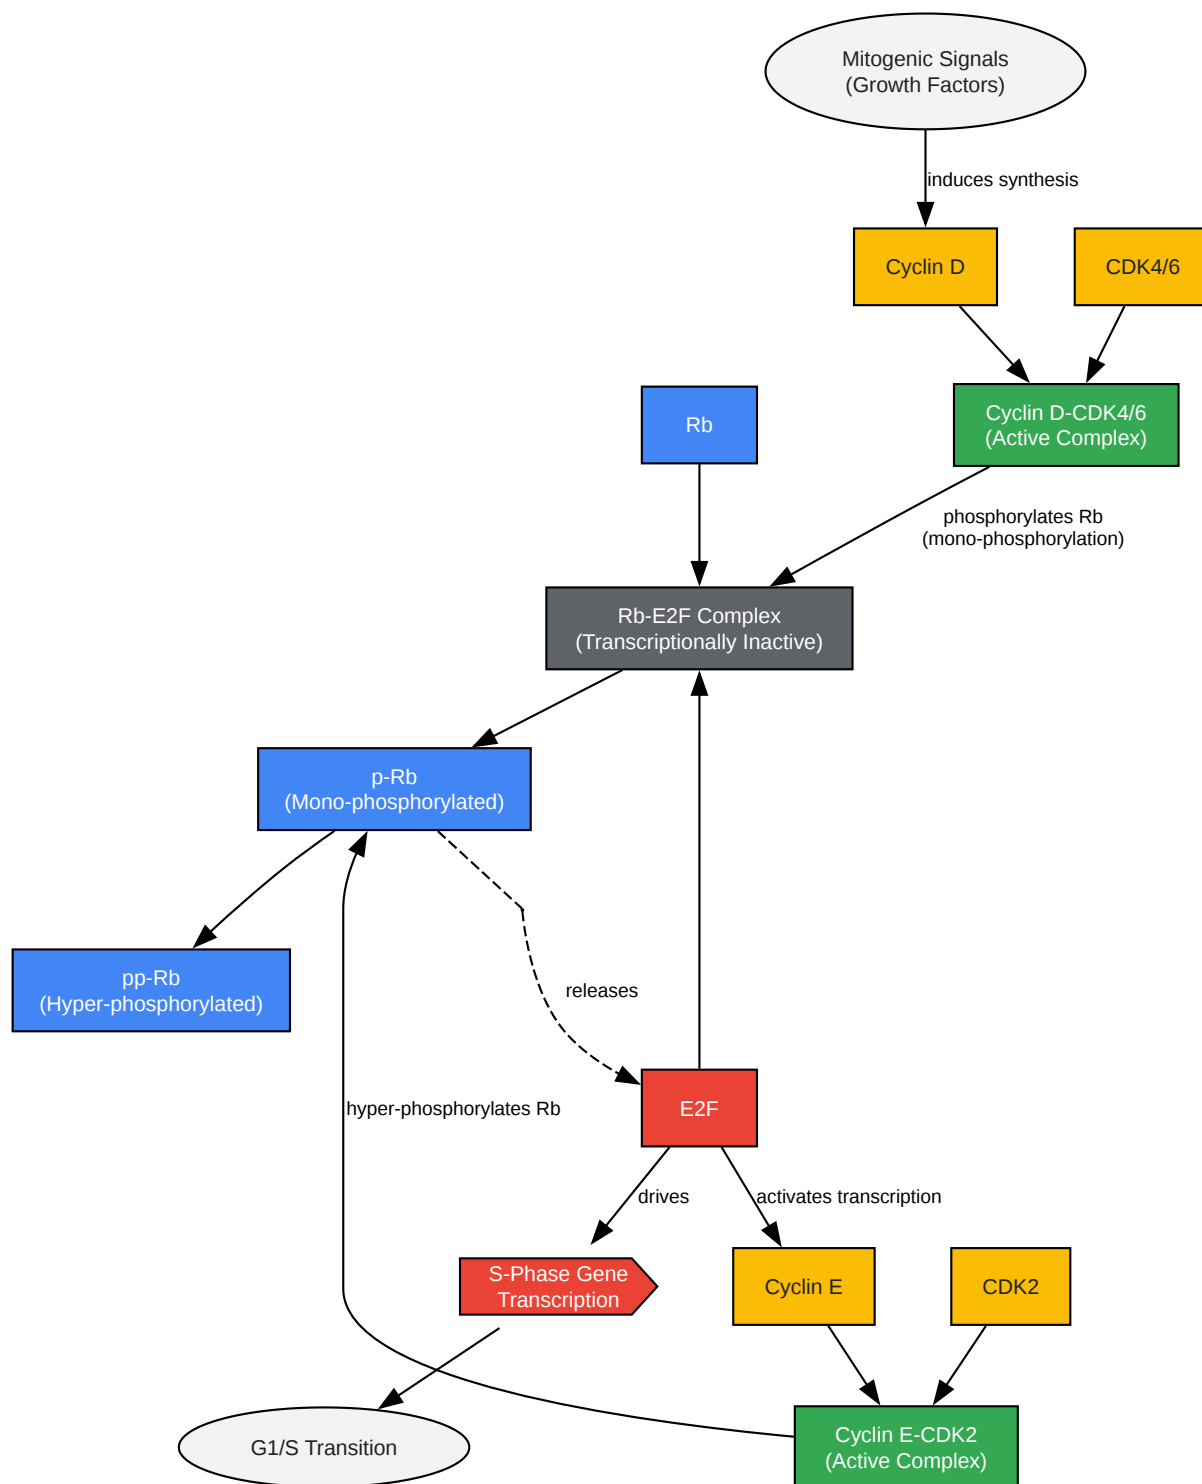 Mitogenic Signals
(Growth Factors)
induces synthesis
Cyclin D
CDK4/6
Cyclin D-CDK4/6
(Active Complex)
Rb
phosphorylates Rb
(mono-phosphorylation)
Rb-E2F Complex
(Transcriptionally Inactive)
p-Rb
(Mono-phosphorylated)
pp-Rb
(Hyper-phosphorylated)
releases
E2F
hyper-phosphorylates Rb
drives
activates transcription
S-Phase Gene
Transcription
Cyclin E
CDK2
G1/S Transition
Cyclin E-CDK2
(Active Complex)